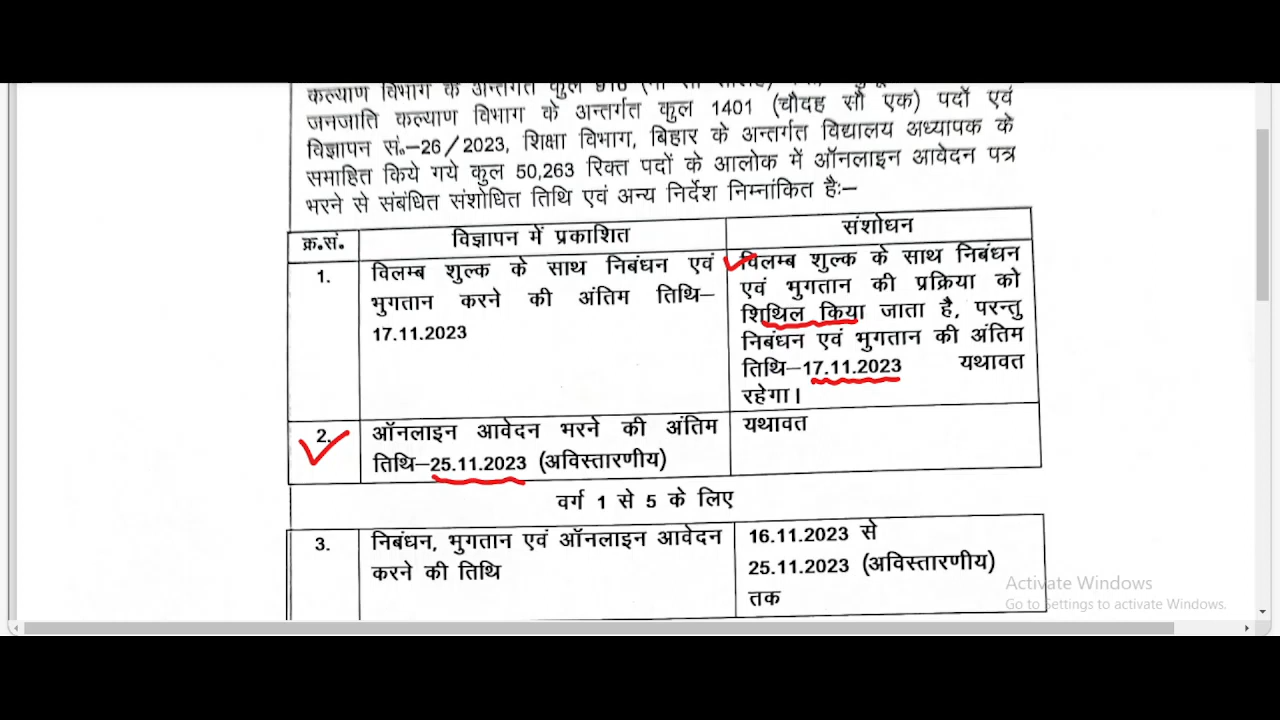 कल्याण विभाग के अन्तर्गत कुल 916
जनजाति कल्याण विभाग के अन्तर्गत कुल 1401 (चौदह सौ एक) पदों एवं
विज्ञापन सं.-26/2023, शिक्षा विभाग, बिहार के अन्तर्गत विद्यालय अध्यापक के
समाहित किये गये कुल 50,263 रिक्त पदों के आलोक में ऑनलाइन आवेदन पत्र
भरने से संबंधित संशोधित तिथि एवं अन्य निर्देश निम्नांकित हैः–
क्र.सं.
विज्ञापन में प्रकाशित
संशोधन
1.
विलम्ब शुल्क के साथ निबंधन एवं
भुगतान करने की अंतिम तिथि–
17.11.2023
विलम्ब शुल्क के साथ निबंधन
एवं भुगतान की प्रक्रिया को
शिथिल किया जाता है, परन्तु
निबंधन एवं भुगतान की अंतिम
तिथि–17.11.2023 यथावत
रहेगा।
2.
ऑनलाइन आवेदन भरने की अंतिम
तिथि–25.11.2023 (अविस्तारणीय)
यथावत
वर्ग 1 से 5 के लिए
3.
निबंधन, भुगतान एवं ऑनलाइन आवेदन
करने की तिथि
16.11.2023 से
25.11.2023 (अविस्तारणीय)
तक
Activate Windows
Go to Settings to activate Windows.